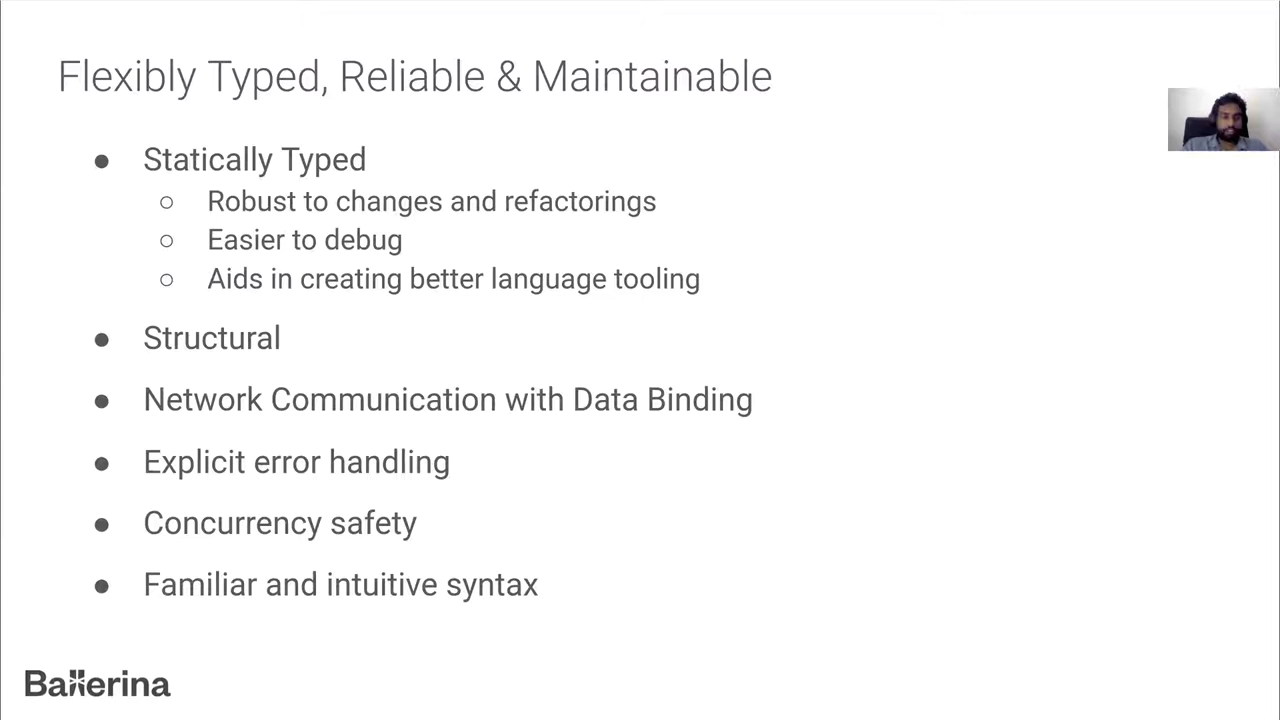 Flexibly Typed, Reliable & Maintainable
● Statically Typed
○ Robust to changes and refactorings
○ Easier to debug
○ Aids in creating better language tooling
● Structural
● Network Communication with Data Binding
● Explicit error handling
● Concurrency safety
● Familiar and intuitive syntax
Ballerina